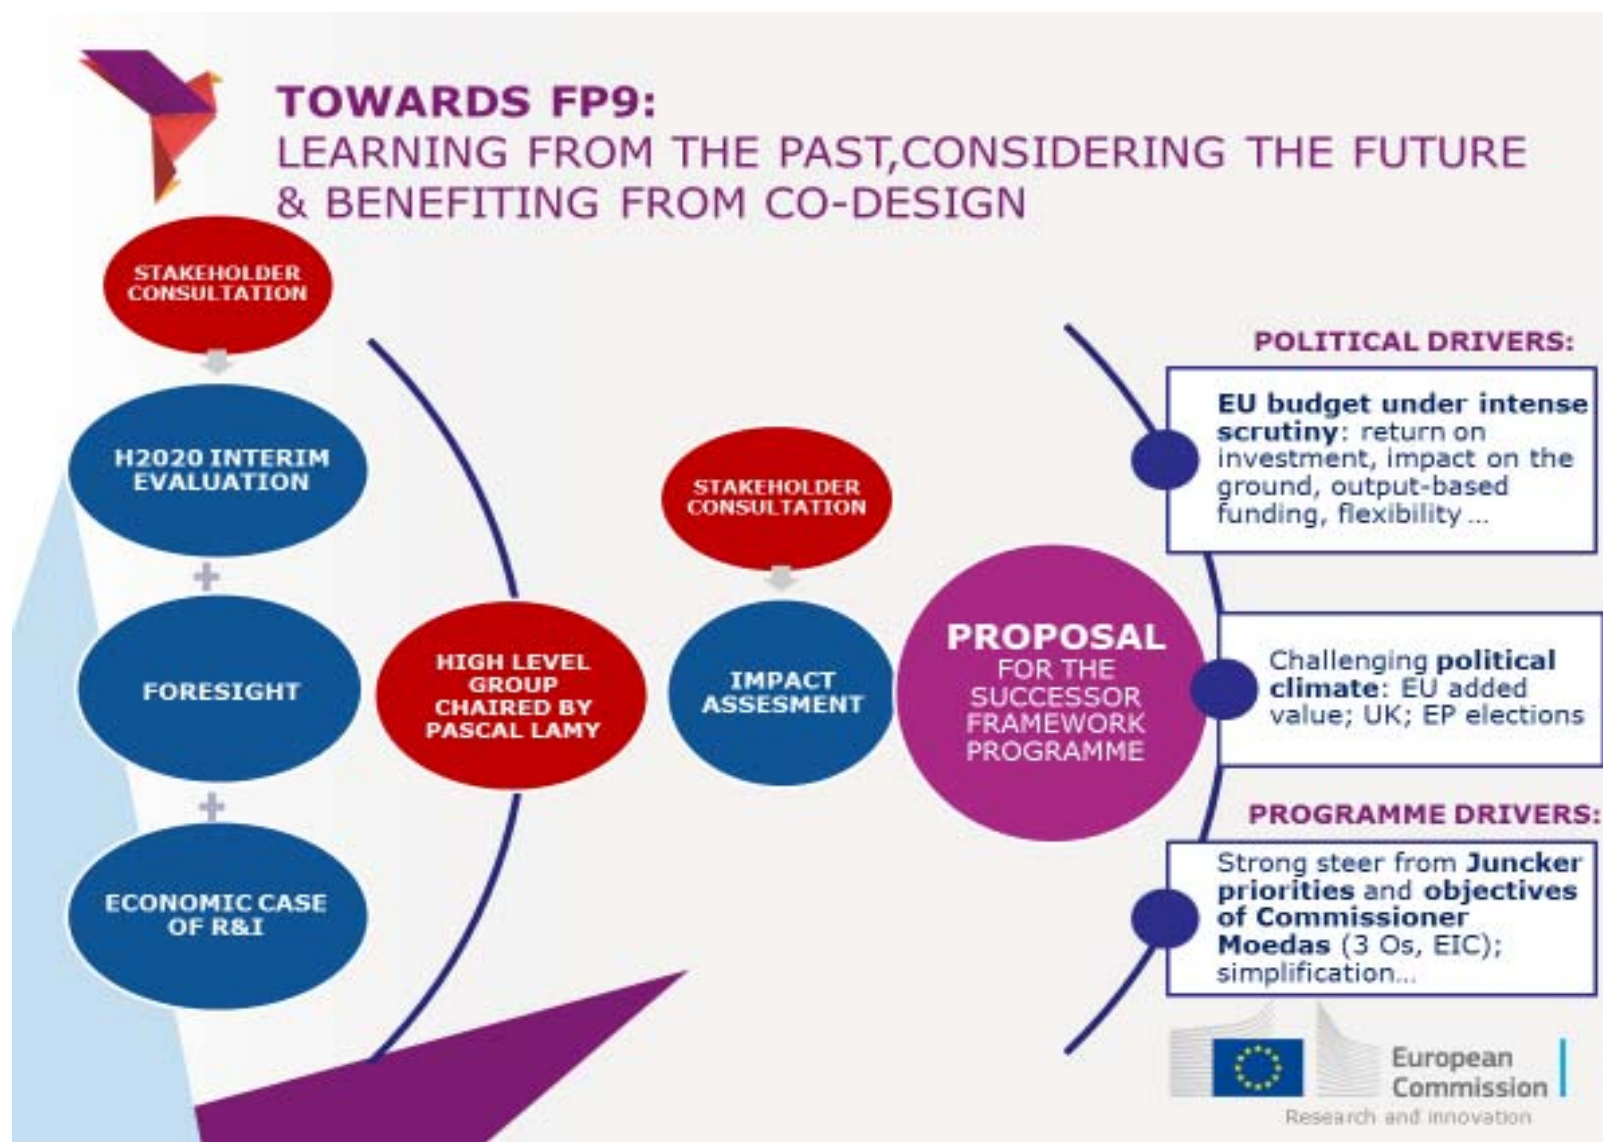 TOWARDS FP9:
LEARNING FROM THE PAST,CONSIDERING THE FUTURE
& BENEFITING FROM CO-DESIGN
STAKEHOLDER
CONSULTATION
H2020 INTERIM
EVALUATION
FORESIGHT
ECONOMIC CASE
OF R&I
HIGH LEVEL
GROUP
CHAIRED BY
PASCAL LAMY
STAKEHOLDER
CONSULTATION
IMPACT
ASSESMENT
PROPOSAL
FOR THE
SUCCESSOR
FRAMEWORK
PROGRAMME
POLITICAL DRIVERS:
EU budget under intense
scrutiny: return on
investment, impact on the
ground, output-based
funding, flexibility ...
Challenging political
climate: EU added
value; UK; EP elections
PROGRAMME DRIVERS:
Strong steer from Juncker
priorities and objectives
of Commissioner
Moedas (3 Os, EIC);
simplification...
European
Commission
Research and innovation